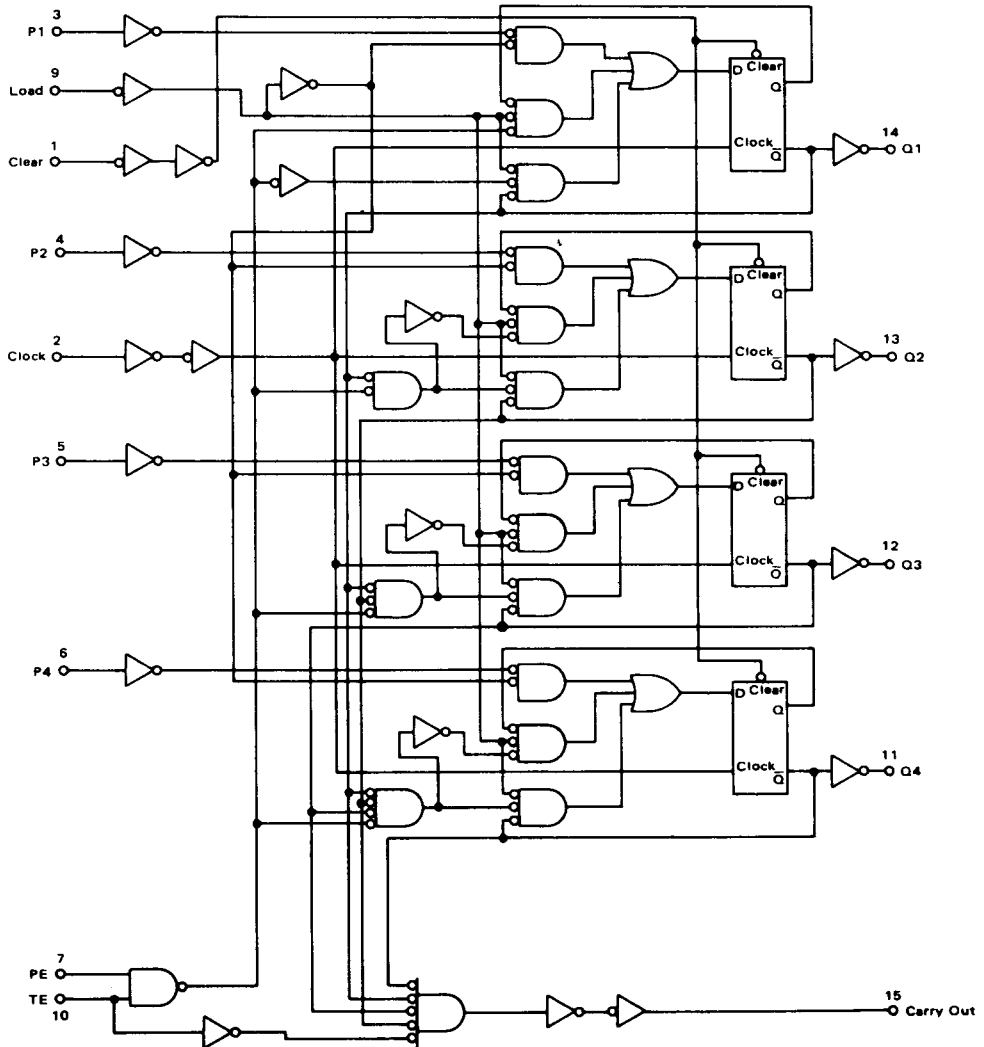 3
P1
9
Load
1
Clear
D Clear
Q
Clock
Q̅
14
Q1
4
P2
D Clear
Q
2
Clock
Clock
Q̅
13
Q2
5
P3
D Clear
Q
Clock
Q̅
12
Q3
6
P4
D Clear
Q
Clock
Q̅
11
Q4
7
PE
TE
10
15
Carry Out